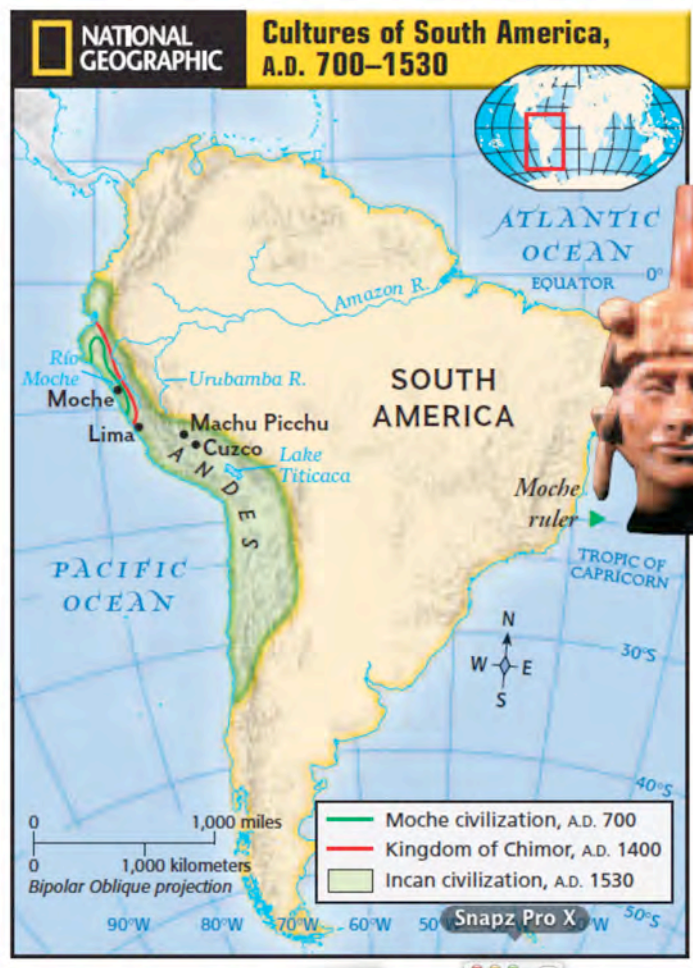 NATIONAL
GEOGRAPHIC
Cultures of South America,
A.D. 700–1530
ATLANTIC
OCEAN
EQUATOR
0°
Amazon R.
Río
Moche
Moche
Urubamba R.
SOUTH
AMERICA
Lima
Machu Picchu
Cuzco
ANDES
Lake
Titicaca
Moche
ruler
PACIFIC
OCEAN
TROPIC OF
CAPRICORN
N
W E
S
30°S
40°S
0 1,000 miles
0 1,000 kilometers
Bipolar Oblique projection
Moche civilization, A.D. 700
Kingdom of Chimor, A.D. 1400
Incan civilization, A.D. 1530
Snapz Pro X
90°W 80°W 70°W 60°W 50°S